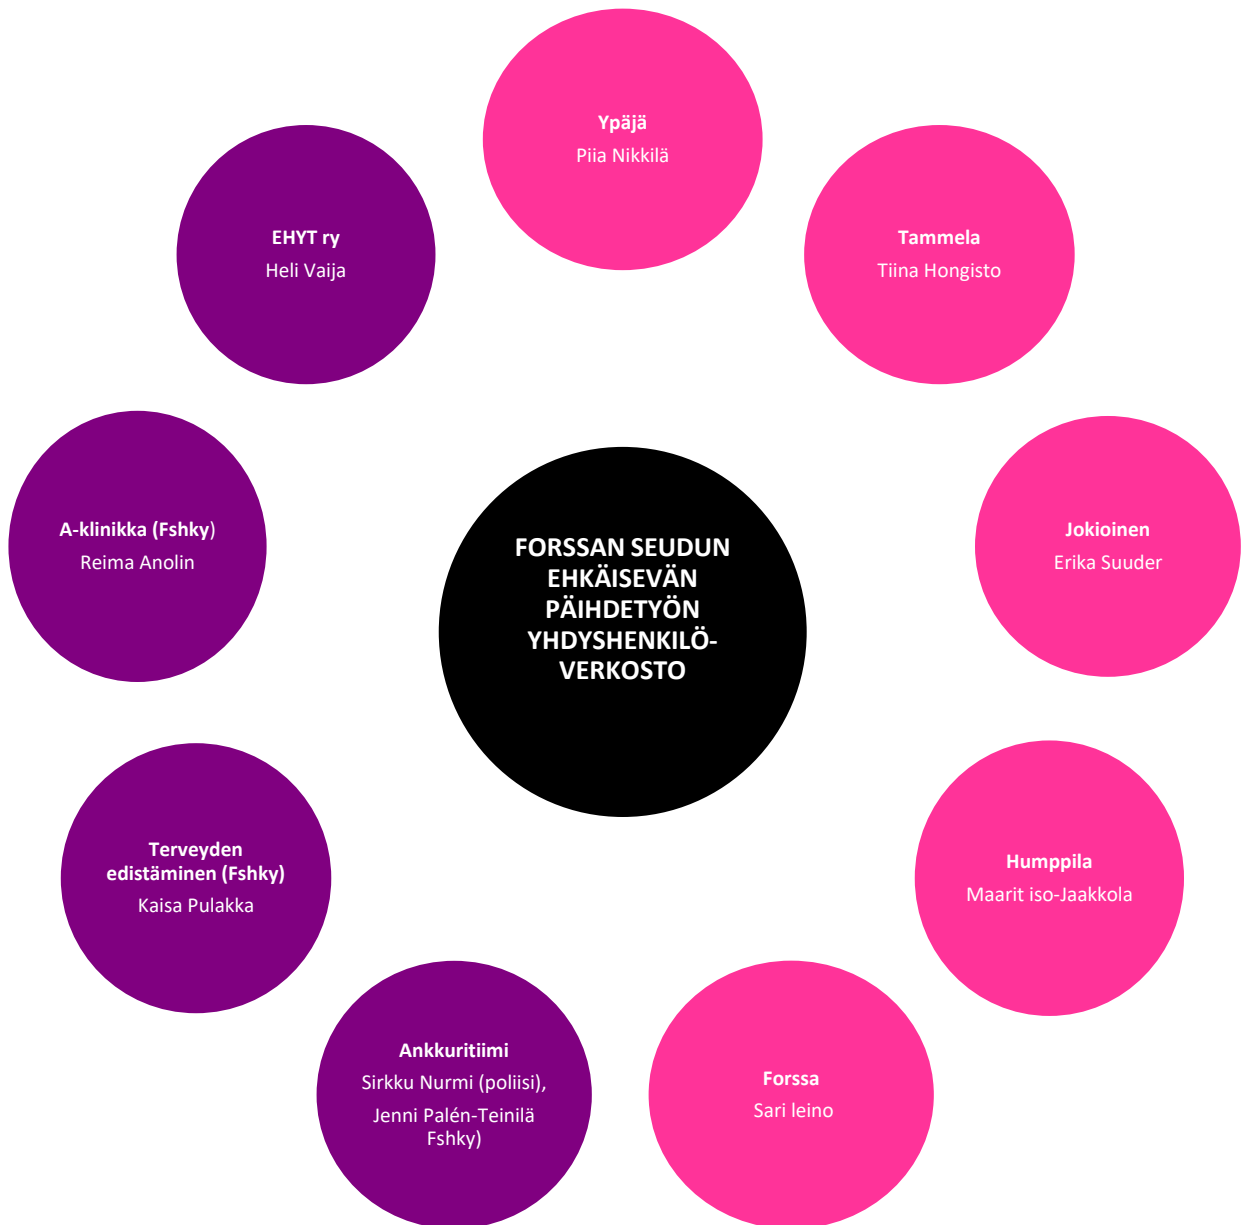 Ypäjä
Piia Nikkilä
Tammela
Tiina Hongisto
Jokioinen
Erika Suuder
Humppila
Maarit iso-Jaakkola
Forssa
Sari leino
Ankkuritiimi
Sirkku Nurmi (poliisi),
Jenni Palén-Teinilä
Fshky)
Terveyden
edistäminen (Fshky)
Kaisa Pulakka
A-klinikka (Fshky)
Reima Anolin
EHYT ry
Heli Vaija
FORSSAN SEUDUN
EHKÄISEVÄN
PÄIHDETYÖN
YHDYSHENKILÖ-
VERKOSTO